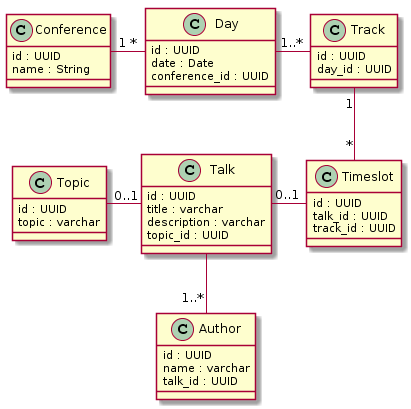 C Conference
id : UUID
name : String
1 *
C Day
id : UUID
date : Date
conference_id : UUID
1..*
C Track
id : UUID
day_id : UUID
1
*
C Topic
id : UUID
topic : varchar
0..1
C Talk
id : UUID
title : varchar
description : varchar
topic_id : UUID
0..1
C Timeslot
id : UUID
talk_id : UUID
track_id : UUID
1..*
C Author
id : UUID
name : varchar
talk_id : UUID